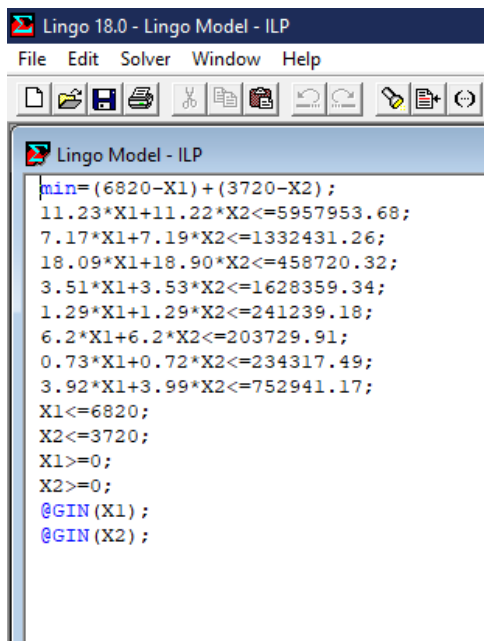 Lingo 18.0 - Lingo Model - ILP
File Edit Solver Window Help
Lingo Model - ILP
min=(6820-X1)+(3720-X2);
11.23*X1+11.22*X2<=5957953.68;
7.17*X1+7.19*X2<=1332431.26;
18.09*X1+18.90*X2<=458720.32;
3.51*X1+3.53*X2<=1628359.34;
1.29*X1+1.29*X2<=241239.18;
6.2*X1+6.2*X2<=203729.91;
0.73*X1+0.72*X2<=234317.49;
3.92*X1+3.99*X2<=752941.17;
X1<=6820;
X2<=3720;
X1>=0;
X2>=0;
@GIN(X1);
@GIN(X2);